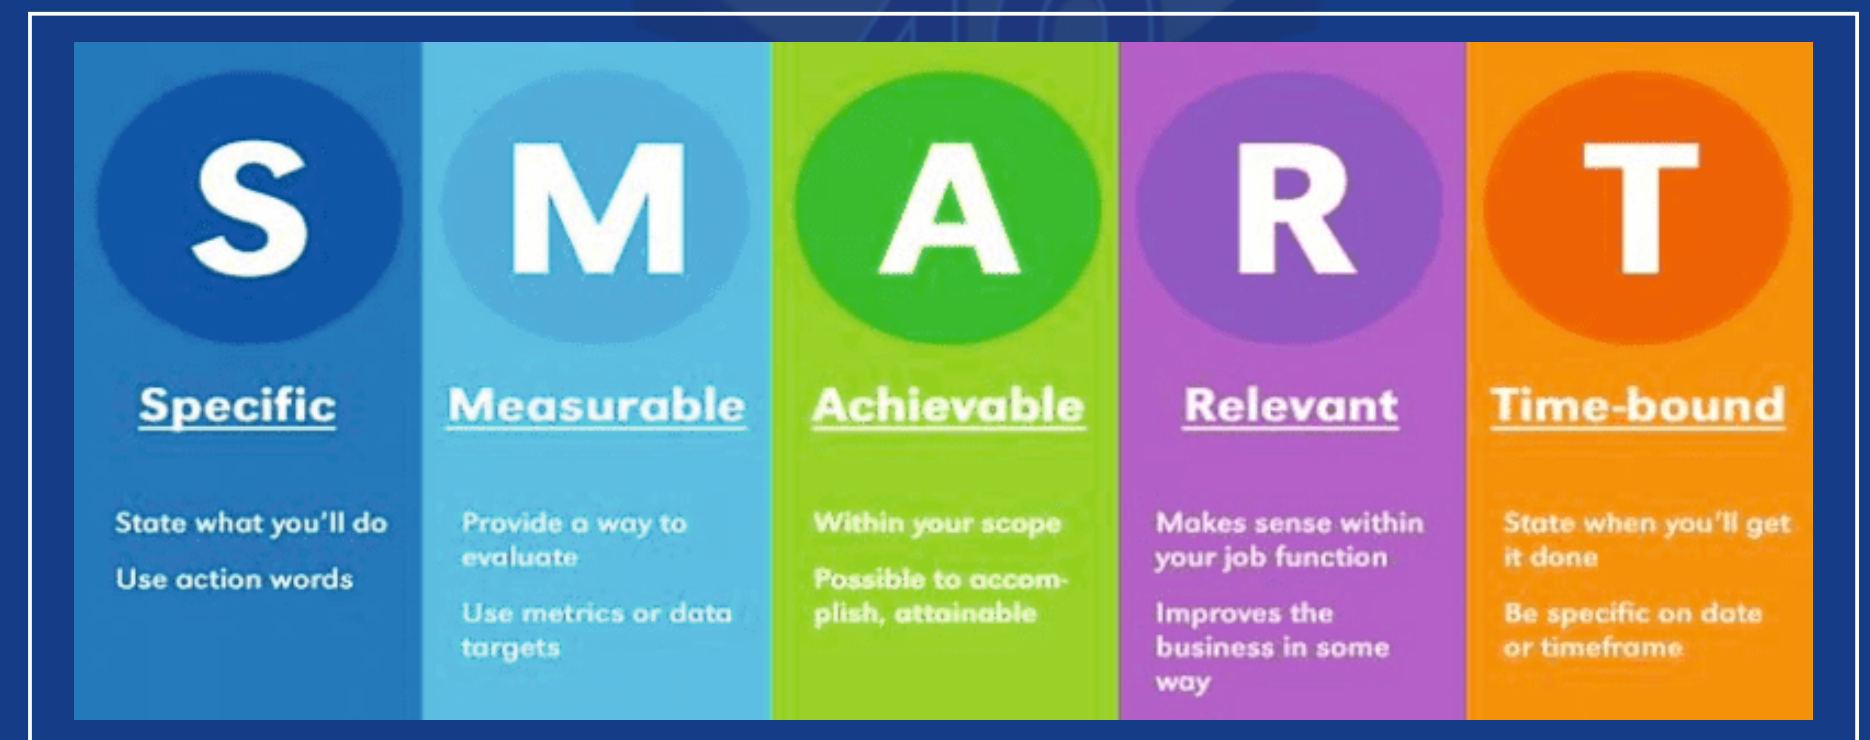 S
Specific
State what you'll do
Use action words
M
Measurable
Provide a way to
evaluate
Use metrics or data
targets
A
Achievable
Within your scope
Possible to accom-
plish, attainable
R
Relevant
Makes sense within
your job function
Improves the
business in some
way
T
Time-bound
State when you'll get
it done
Be specific on date
or timeframe